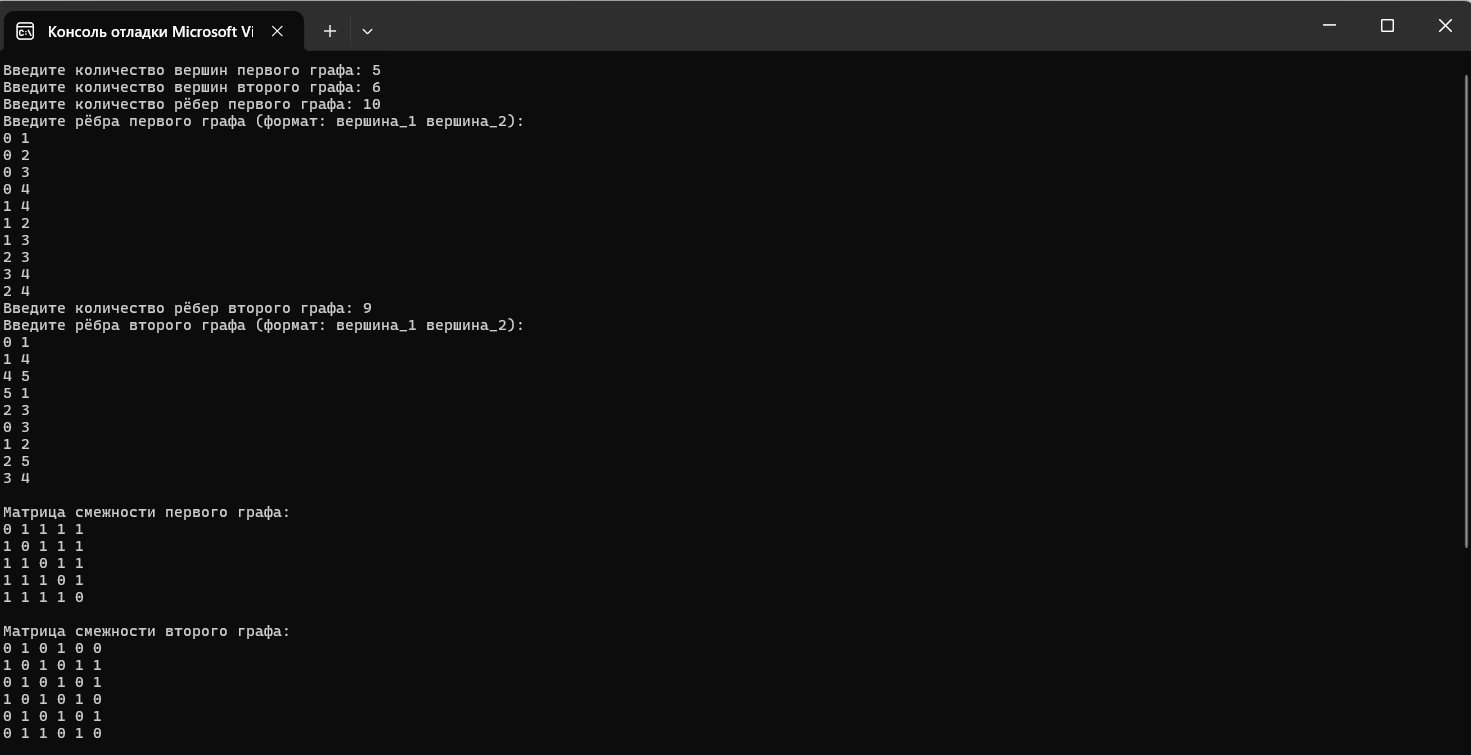 Консоль отладки Microsoft Vi
Введите количество вершин первого графа: 5
Введите количество вершин второго графа: 6
Введите количество рёбер первого графа: 10
Введите рёбра первого графа (формат: вершина_1 вершина_2):
0 1
0 2
0 3
0 4
1 4
1 2
1 3
2 3
3 4
2 4
Введите количество рёбер второго графа: 9
Введите рёбра второго графа (формат: вершина_1 вершина_2):
0 1
1 4
4 5
5 1
2 3
0 3
1 2
2 5
3 4
Матрица смежности первого графа:
0 1 1 1 1
1 0 1 1 1
1 1 0 1 1
1 1 1 0 1
1 1 1 1 0
Матрица смежности второго графа:
0 1 0 1 0 0
1 0 1 0 1 1
0 1 0 1 0 1
1 0 1 0 1 0
0 1 0 1 0 1
0 1 1 0 1 0